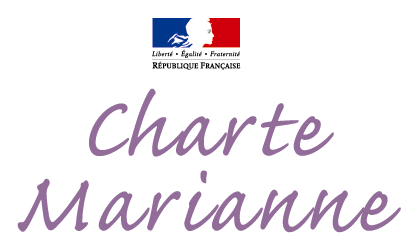 Liberté • Égalité • Fraternité
RÉPUBLIQUE FRANÇAISE
Charte
Marianne